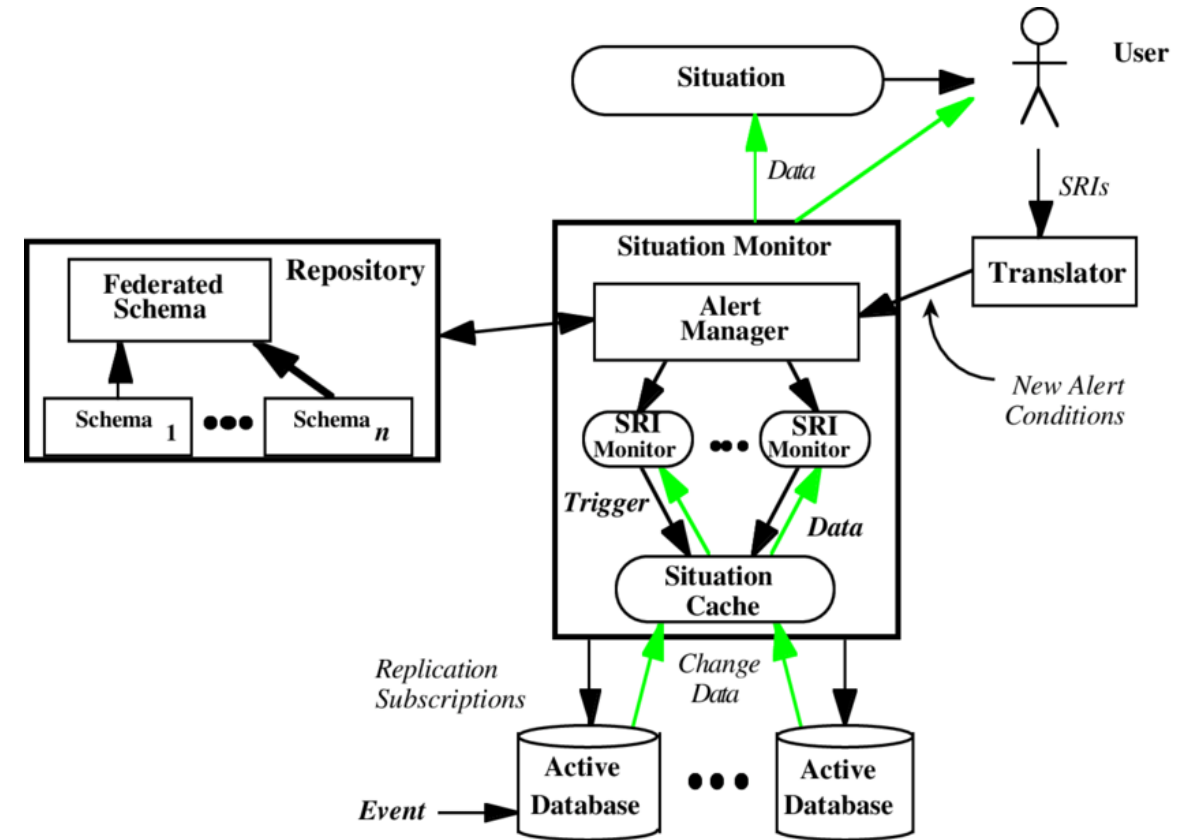 Situation
User
Data
SRIs
Situation Monitor
Translator
Repository
Federated
Schema
Alert
Manager
Schema 1
Schema n
New Alert
Conditions
SRI
Monitor
SRI
Monitor
Trigger
Data
Situation
Cache
Replication
Subscriptions
Change
Data
Active
Database
Active
Database
Event